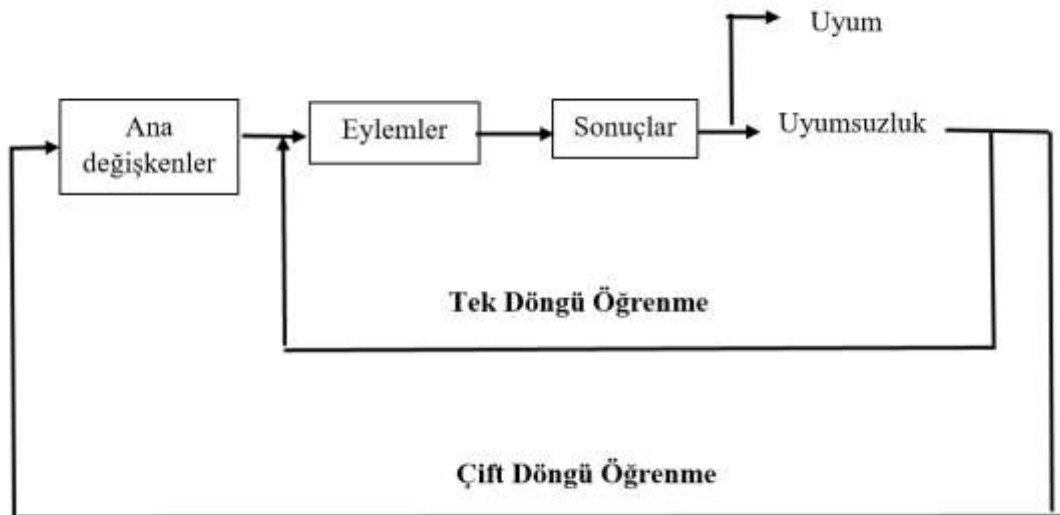 Uyum
Ana
değişkenler
Eylemler
Sonuçlar
Uyumsuzluk
Tek Döngü Öğrenme
Çift Döngü Öğrenme